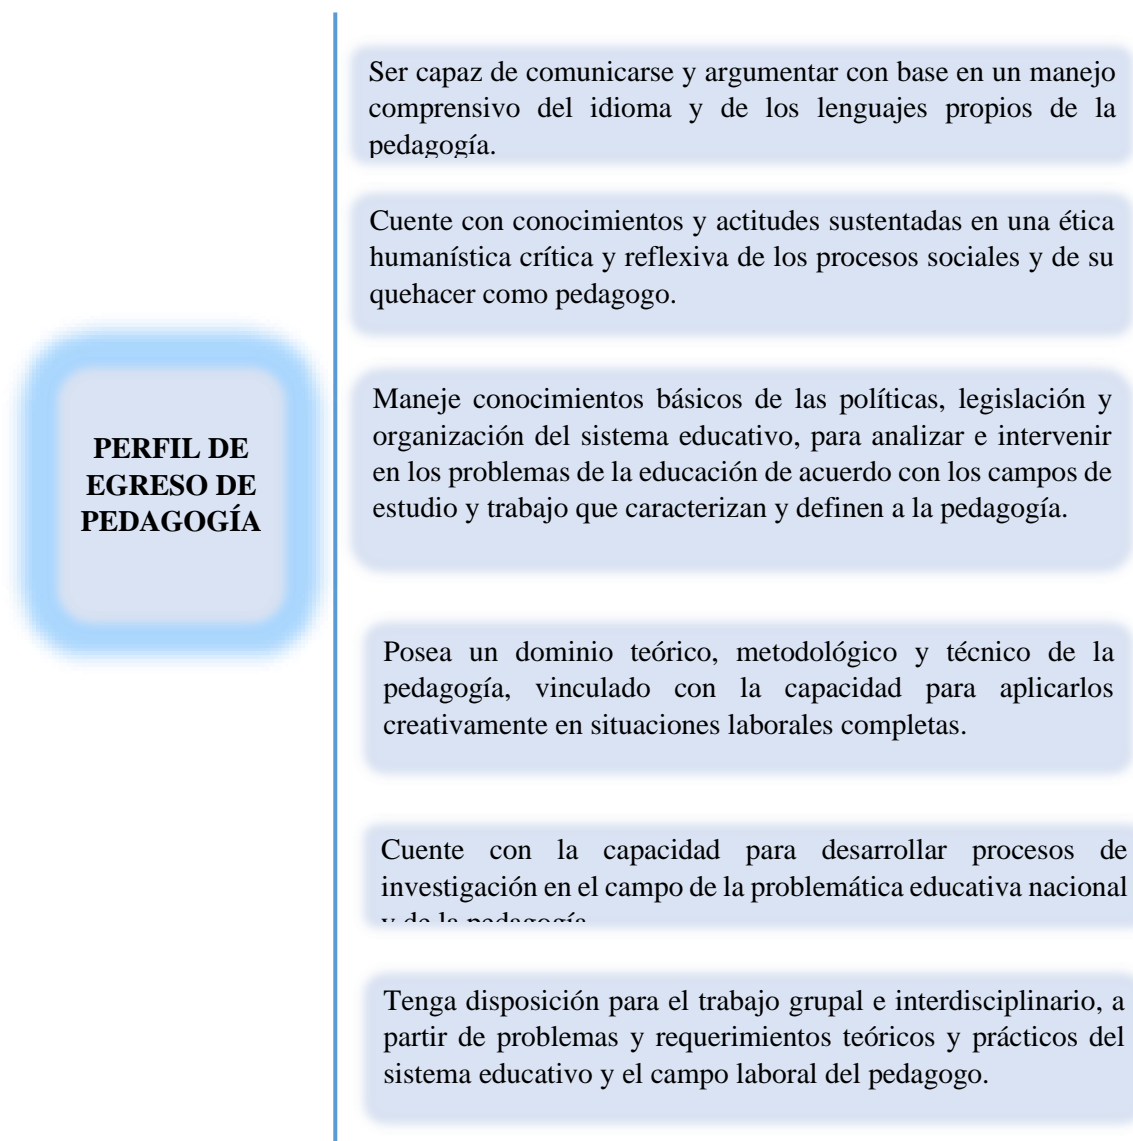 PERFIL DE
EGRESO DE
PEDAGOGÍA
Ser capaz de comunicarse y argumentar con base en un manejo
comprensivo del idioma y de los lenguajes propios de la
pedagogía.
Cuente con conocimientos y actitudes sustentadas en una ética
humanística crítica y reflexiva de los procesos sociales y de su
quehacer como pedagogo.
Maneje conocimientos básicos de las políticas, legislación y
organización del sistema educativo, para analizar e intervenir
en los problemas de la educación de acuerdo con los campos de
estudio y trabajo que caracterizan y definen a la pedagogía.
Posea un dominio teórico, metodológico y técnico de la
pedagogía, vinculado con la capacidad para aplicarlos
creativamente en situaciones laborales completas.
Cuente con la capacidad para desarrollar procesos de
investigación en el campo de la problemática educativa nacional
y de la pedagogía
Tenga disposición para el trabajo grupal e interdisciplinario, a
partir de problemas y requerimientos teóricos y prácticos del
sistema educativo y el campo laboral del pedagogo.